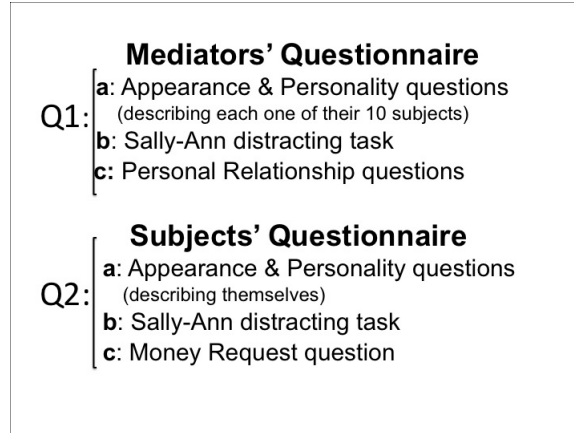 Mediators' Questionnaire
Q1:
a: Appearance & Personality questions
(describing each one of their 10 subjects)
b: Sally-Ann distracting task
c: Personal Relationship questions
Subjects' Questionnaire
Q2:
a: Appearance & Personality questions
(describing themselves)
b: Sally-Ann distracting task
c: Money Request question